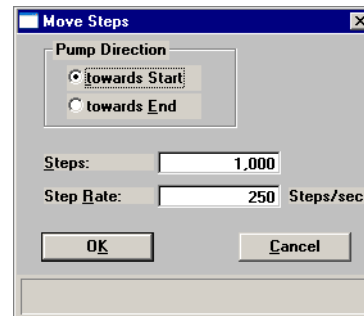 Move Steps
Pump Direction
towards Start
towards End
Steps: 1,000
Step Rate: 250 Steps/sec
OK Cancel